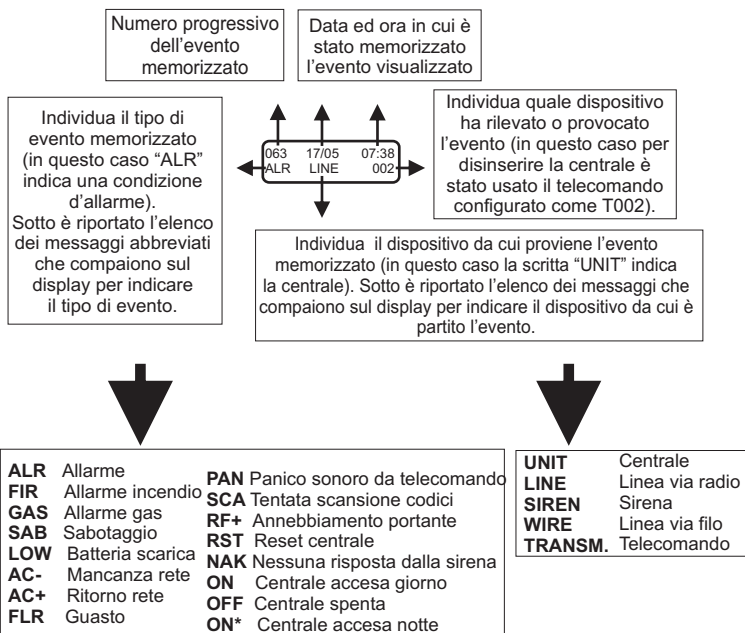 Numero progressivo
dell'evento
memorizzato
Data ed ora in cui è
stato memorizzato
l'evento visualizzato
Individua il tipo di
evento memorizzato
(in questo caso “ALR”
indica una condizione
d'allarme).
Sotto è riportato l'elenco
dei messaggi abbreviati
che compaiono sul
display per indicare
il tipo di evento.
063 17/05 07:38
ALR LINE 002
Individua quale dispositivo
ha rilevato o provocato
l'evento (in questo caso per
disinserire la centrale è
stato usato il telecomando
configurato come T002).
Individua il dispositivo da cui proviene l'evento
memorizzato (in questo caso la scritta “UNIT” indica
la centrale). Sotto è riportato l'elenco dei messaggi che
compaiono sul display per indicare il dispositivo da cui è
partito l'evento.
ALR Allarme
FIR Allarme incendio
GAS Allarme gas
SAB Sabotaggio
LOW Batteria scarica
AC- Mancanza rete
AC+ Ritorno rete
FLR Guasto
PAN Panico sonoro da telecomando
SCA Tentata scansione codici
RF+ Annebbiamento portante
RST Reset centrale
NAK Nessuna risposta dalla sirena
ON Centrale accesa giorno
OFF Centrale spenta
ON* Centrale accesa notte
UNIT Centrale
LINE Linea via radio
SIREN Sirena
WIRE Linea via filo
TRANSM. Telecomando